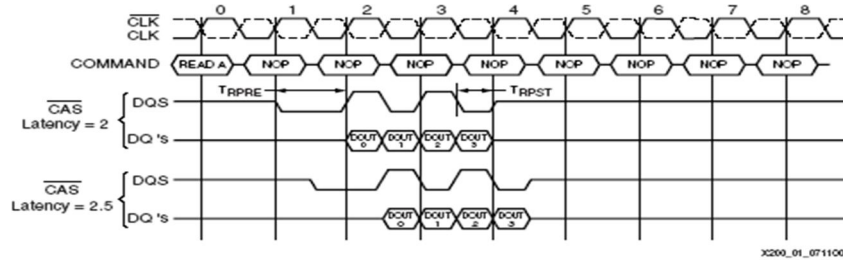 0 1 2 3 4 5 6 7 8
CLK
CLK
COMMAND READ A NOP NOP NOP NOP NOP NOP NOP NOP
TRPRE TRPST
CAS
Latency = 2
DQS
DQ's
DOUT 0 DOUT 1 DOUT 2 DOUT 3
CAS
Latency = 2.5
DQS
DQ's
DOUT 0 DOUT 1 DOUT 2 DOUT 3
X200_01_071100